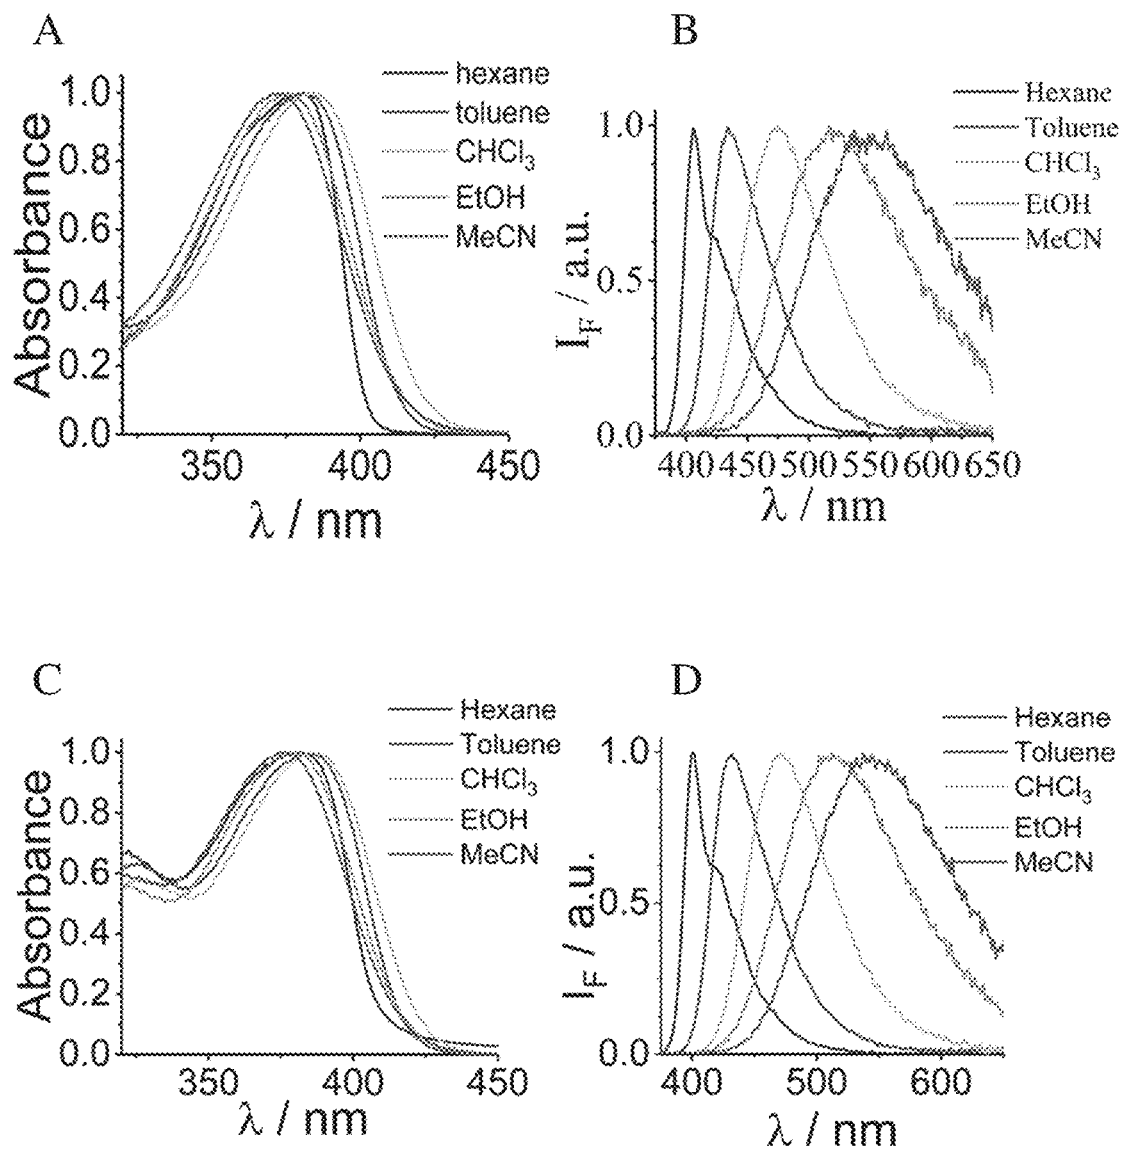 A
hexane
toluene
CHCl₃
EtOH
MeCN
1.0
0.8
0.6
0.4
0.2
0.0
Absorbance
350
400
450
λ / nm
B
Hexane
Toluene
CHCl₃
EtOH
MeCN
1.0
0.5
0.0
I_F / a.u.
400 450 500 550 600 650
λ / nm
C
Hexane
Toluene
CHCl₃
EtOH
MeCN
1.0
0.8
0.6
0.4
0.2
0.0
Absorbance
350
400
450
λ / nm
D
Hexane
Toluene
CHCl₃
EtOH
MeCN
1.0
0.5
0.0
I_F / a.u.
400
500
600
λ / nm